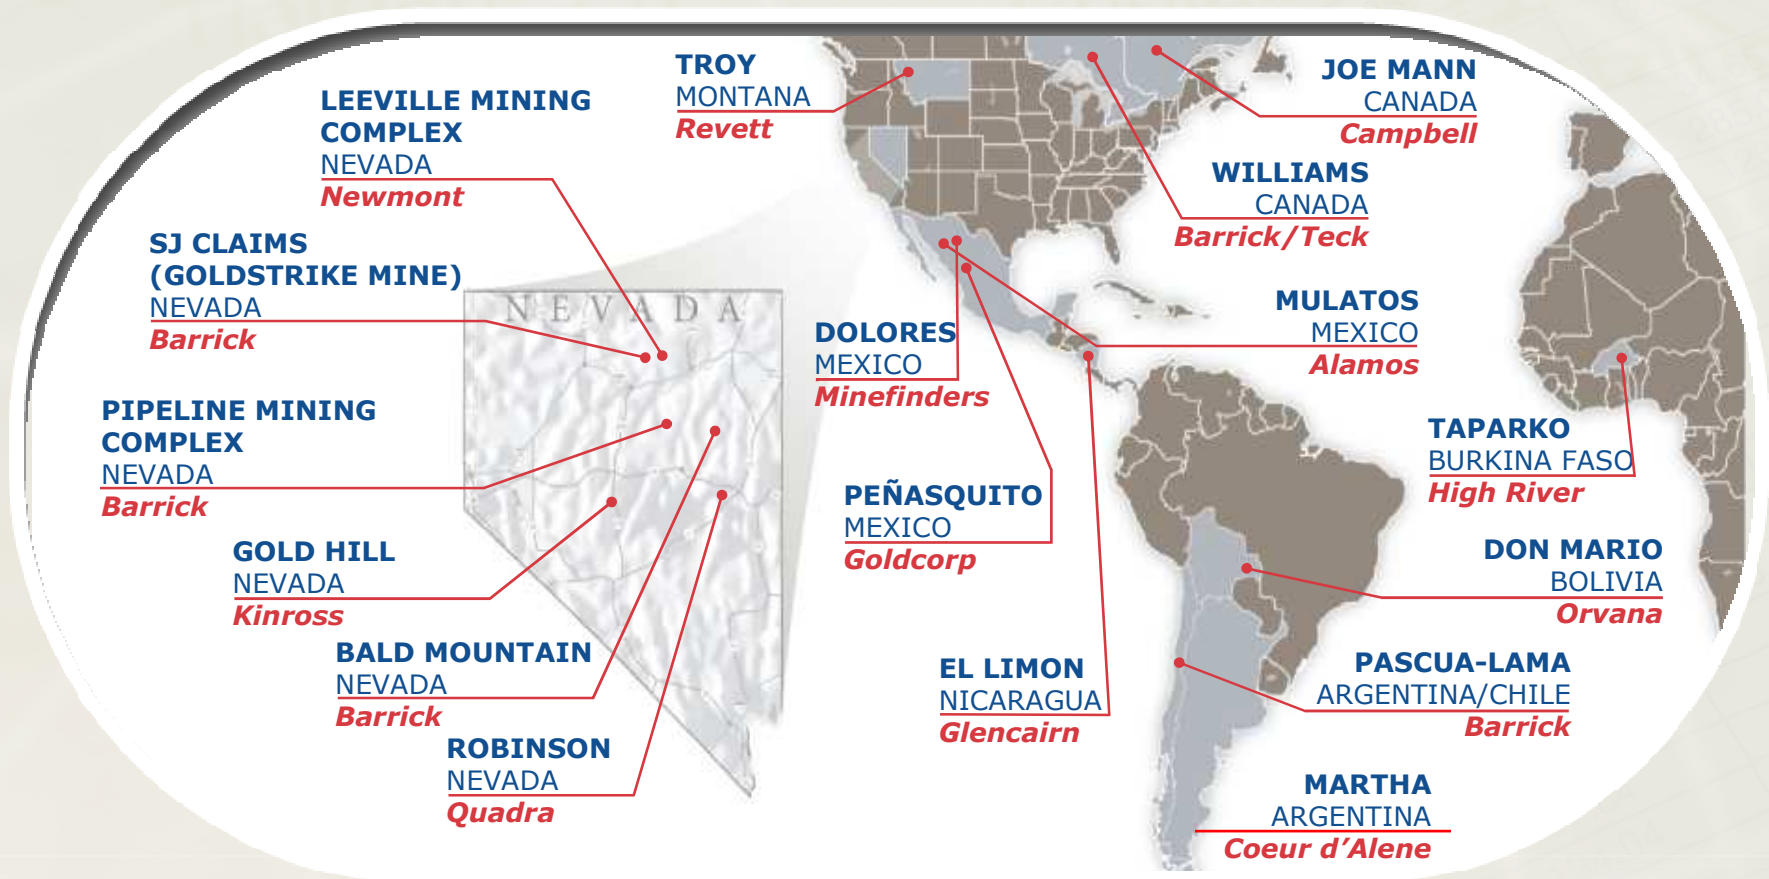 TROY
MONTANA
Revett
JOE MANN
CANADA
Campbell
LEEVILLE MINING
COMPLEX
NEVADA
Newmont
WILLIAMS
CANADA
Barrick/Teck
SJ CLAIMS
(GOLDSTRIKE MINE)
NEVADA
Barrick
NEVADA
MULATOS
MEXICO
Alamos
DOLORES
MEXICO
Minefinders
PIPELINE MINING
COMPLEX
NEVADA
Barrick
TAPARKO
BURKINA FASO
High River
PEÑASQUITO
MEXICO
Goldcorp
GOLD HILL
NEVADA
Kinross
DON MARIO
BOLIVIA
Orvana
BALD MOUNTAIN
NEVADA
Barrick
EL LIMON
NICARAGUA
Glencairn
PASCUA-LAMA
ARGENTINA/CHILE
Barrick
ROBINSON
NEVADA
Quadra
MARTHA
ARGENTINA
Coeur d’Alene